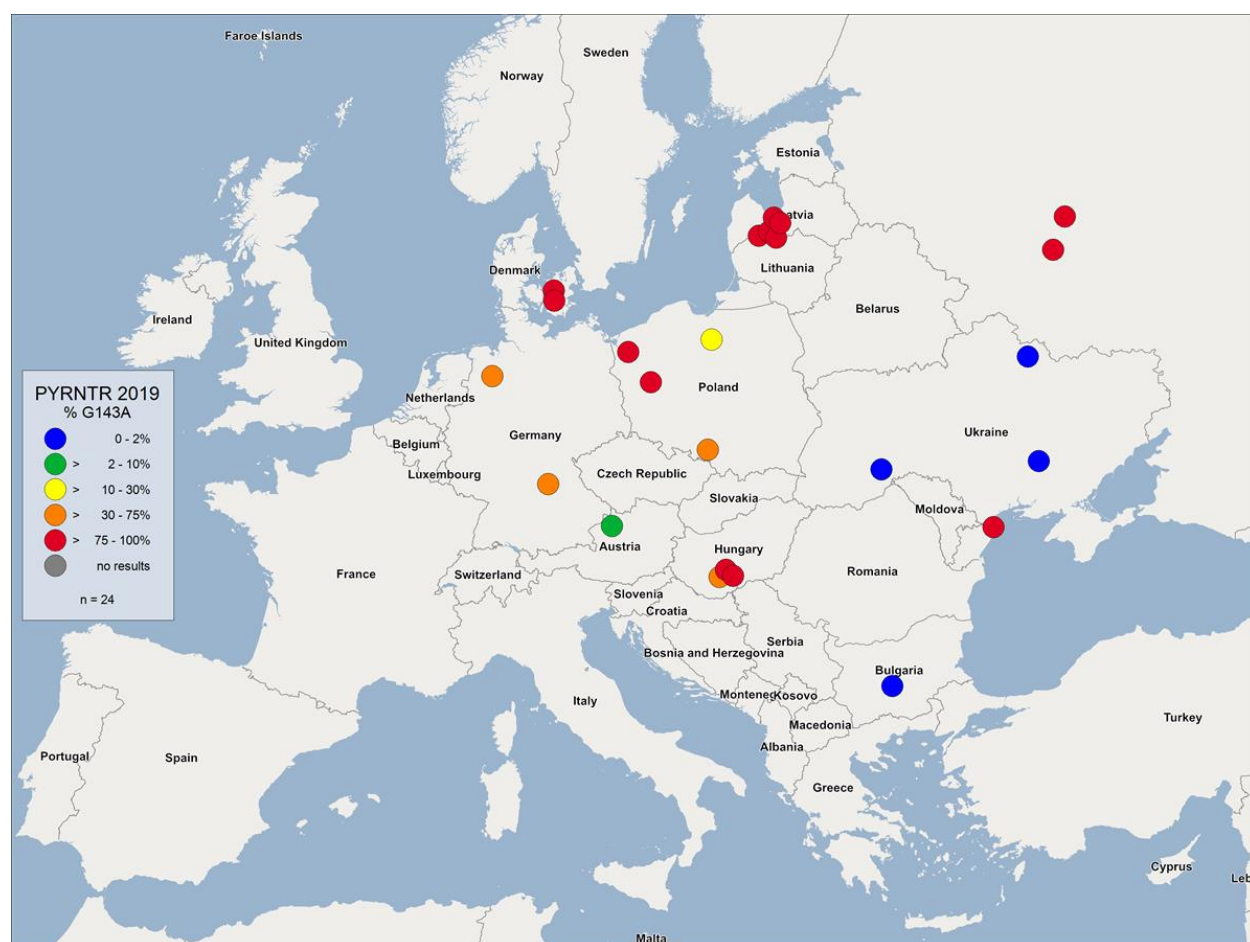 Faroe Islands
Sweden
Norway
Estonia
atvia
Lithuania
Denmark
Belarus
Ireland
United Kingdom
PYRNTR 2019
% G143A
0 - 2%
> 2 - 10%
> 10 - 30%
> 30 - 75%
> 75 - 100%
no results
n = 24
Netherlands
Poland
Belgium
Germany
Ukraine
Luxembourg
Czech Republic
Slovakia
Moldova
Austria
Hungary
France
Switzerland
Romania
Slovenia
Croatia
Serbia
Bosnia and Herzegovina
Bulgaria
Monteneg
Kosovo
Italy
Macedonia
Turkey
Albania
Portugal
Spain
Greece
Cyprus
Leb
Malta